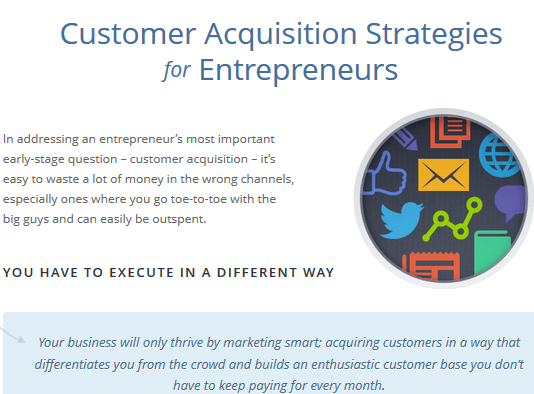 Customer Acquisition Strategies
for Entrepreneurs
In addressing an entrepreneur's most important
early-stage question – customer acquisition – it's
easy to waste a lot of money in the wrong channels,
especially ones where you go toe-to-toe with the
big guys and can easily be outspent.
YOU HAVE TO EXECUTE IN A DIFFERENT WAY
Your business will only thrive by marketing smart; acquiring customers in a way that
differentiates you from the crowd and builds an enthusiastic customer base you don't
have to keep paying for every month.